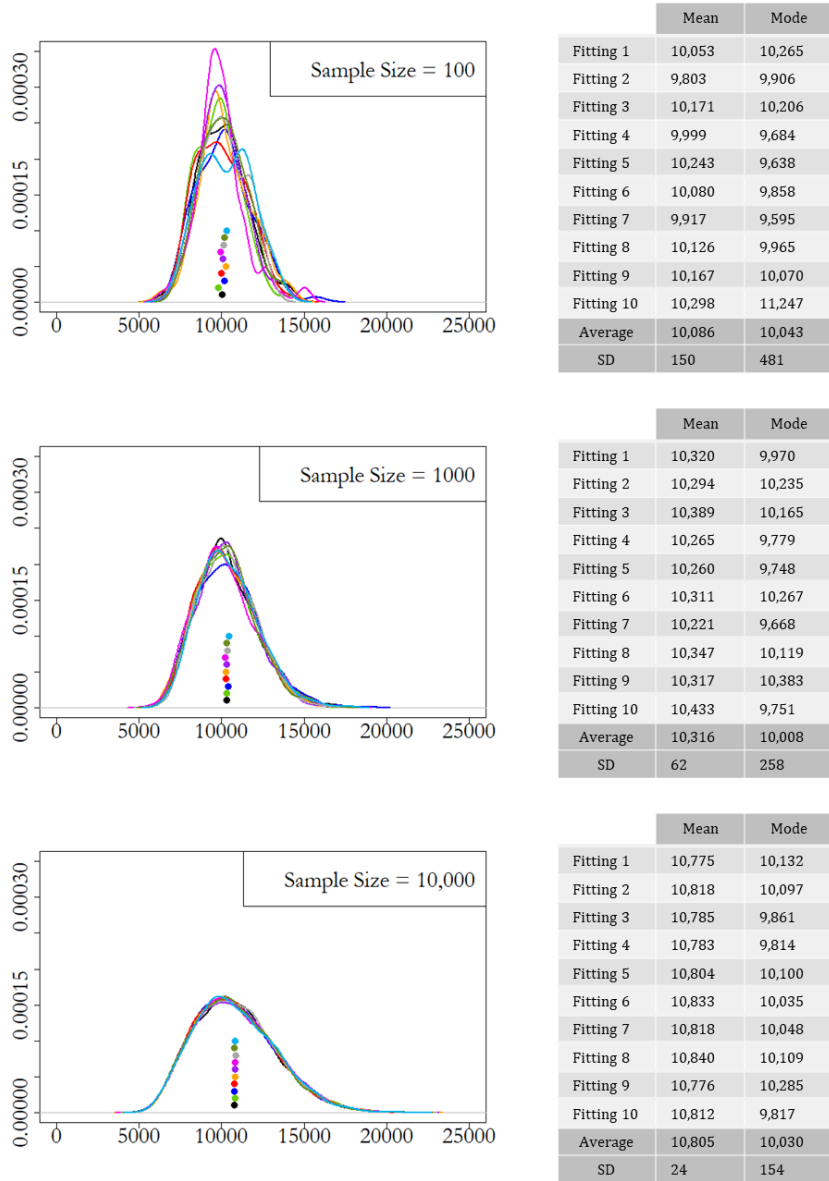 Mean Mode
0.00030
0.00015
0.00000
Sample Size = 100
0 5000 10000 15000 20000 25000
Fitting 1 10,053 10,265
Fitting 2 9,803 9,906
Fitting 3 10,171 10,206
Fitting 4 9,999 9,684
Fitting 5 10,243 9,638
Fitting 6 10,080 9,858
Fitting 7 9,917 9,595
Fitting 8 10,126 9,965
Fitting 9 10,167 10,070
Fitting 10 10,298 11,247
Average 10,086 10,043
SD 150 481
Mean Mode
0.00030
0.00015
0.00000
Sample Size = 1000
0 5000 10000 15000 20000 25000
Fitting 1 10,320 9,970
Fitting 2 10,294 10,235
Fitting 3 10,389 10,165
Fitting 4 10,265 9,779
Fitting 5 10,260 9,748
Fitting 6 10,311 10,267
Fitting 7 10,221 9,668
Fitting 8 10,347 10,119
Fitting 9 10,317 10,383
Fitting 10 10,433 9,751
Average 10,316 10,008
SD 62 258
Mean Mode
0.00030
0.00015
0.00000
Sample Size = 10,000
0 5000 10000 15000 20000 25000
Fitting 1 10,775 10,132
Fitting 2 10,818 10,097
Fitting 3 10,785 9,861
Fitting 4 10,783 9,814
Fitting 5 10,804 10,100
Fitting 6 10,833 10,035
Fitting 7 10,818 10,048
Fitting 8 10,840 10,109
Fitting 9 10,776 10,285
Fitting 10 10,812 9,817
Average 10,805 10,030
SD 24 154